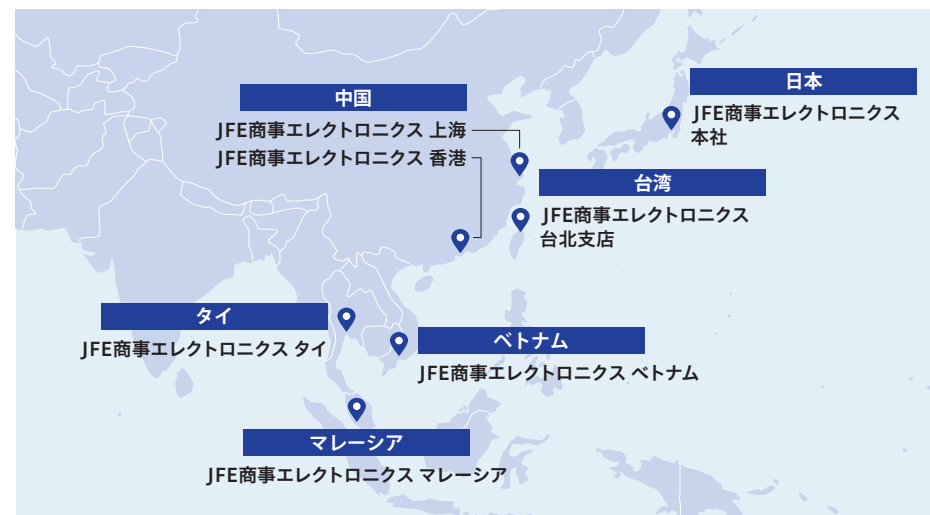 中国
JFE商事エレクトロニクス 上海
JFE商事エレクトロニクス 香港
日本
JFE商事エレクトロニクス
本社
台湾
JFE商事エレクトロニクス
台北支店
タイ
JFE商事エレクトロニクス タイ
ベトナム
JFE商事エレクトロニクス ベトナム
マレーシア
JFE商事エレクトロニクス マレーシア